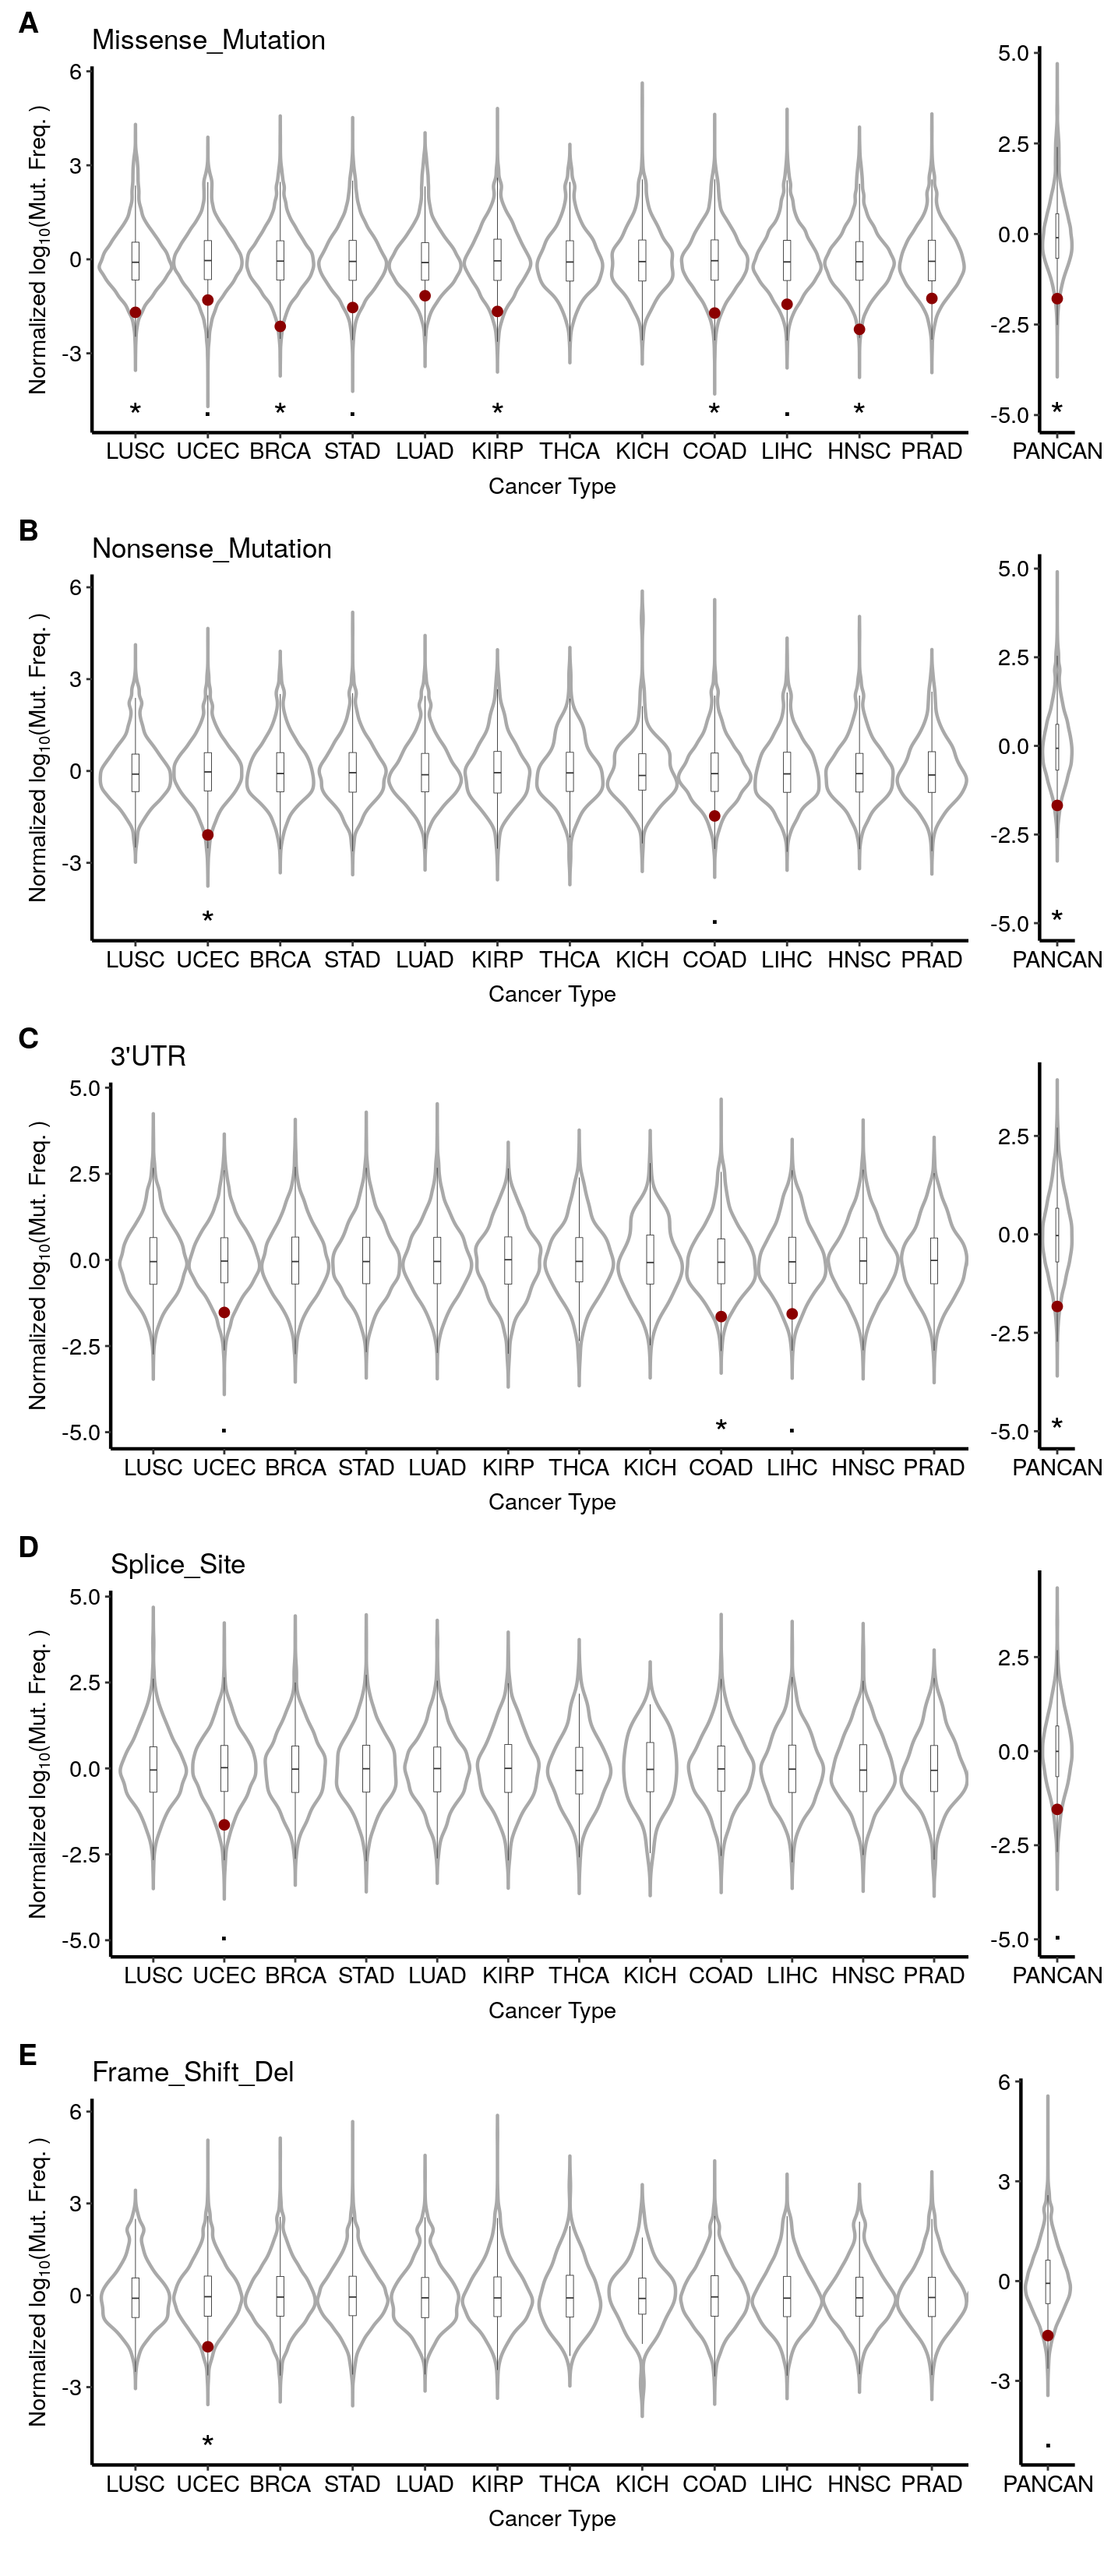 A
Missense_Mutation
Normalized log10(Mut. Freq. )
6
3
0
-3
* . * . * * . *
LUSC UCEC BRCA STAD LUAD KIRP THCA KICH COAD LIHC HNSC PRAD
Cancer Type
5.0
2.5
0.0
-2.5
-5.0
*
PANCAN
B
Nonsense_Mutation
Normalized log10(Mut. Freq. )
6
3
0
-3
* .
LUSC UCEC BRCA STAD LUAD KIRP THCA KICH COAD LIHC HNSC PRAD
Cancer Type
5.0
2.5
0.0
-2.5
-5.0
*
PANCAN
C
3'UTR
Normalized log10(Mut. Freq. )
5.0
2.5
0.0
-2.5
-5.0
. * .
LUSC UCEC BRCA STAD LUAD KIRP THCA KICH COAD LIHC HNSC PRAD
Cancer Type
2.5
0.0
-2.5
-5.0
*
PANCAN
D
Splice_Site
Normalized log10(Mut. Freq. )
5.0
2.5
0.0
-2.5
-5.0
.
LUSC UCEC BRCA STAD LUAD KIRP THCA KICH COAD LIHC HNSC PRAD
Cancer Type
2.5
0.0
-2.5
-5.0
.
PANCAN
E
Frame_Shift_Del
Normalized log10(Mut. Freq. )
6
3
0
-3
*
LUSC UCEC BRCA STAD LUAD KIRP THCA KICH COAD LIHC HNSC PRAD
Cancer Type
6
3
0
-3
.
PANCAN